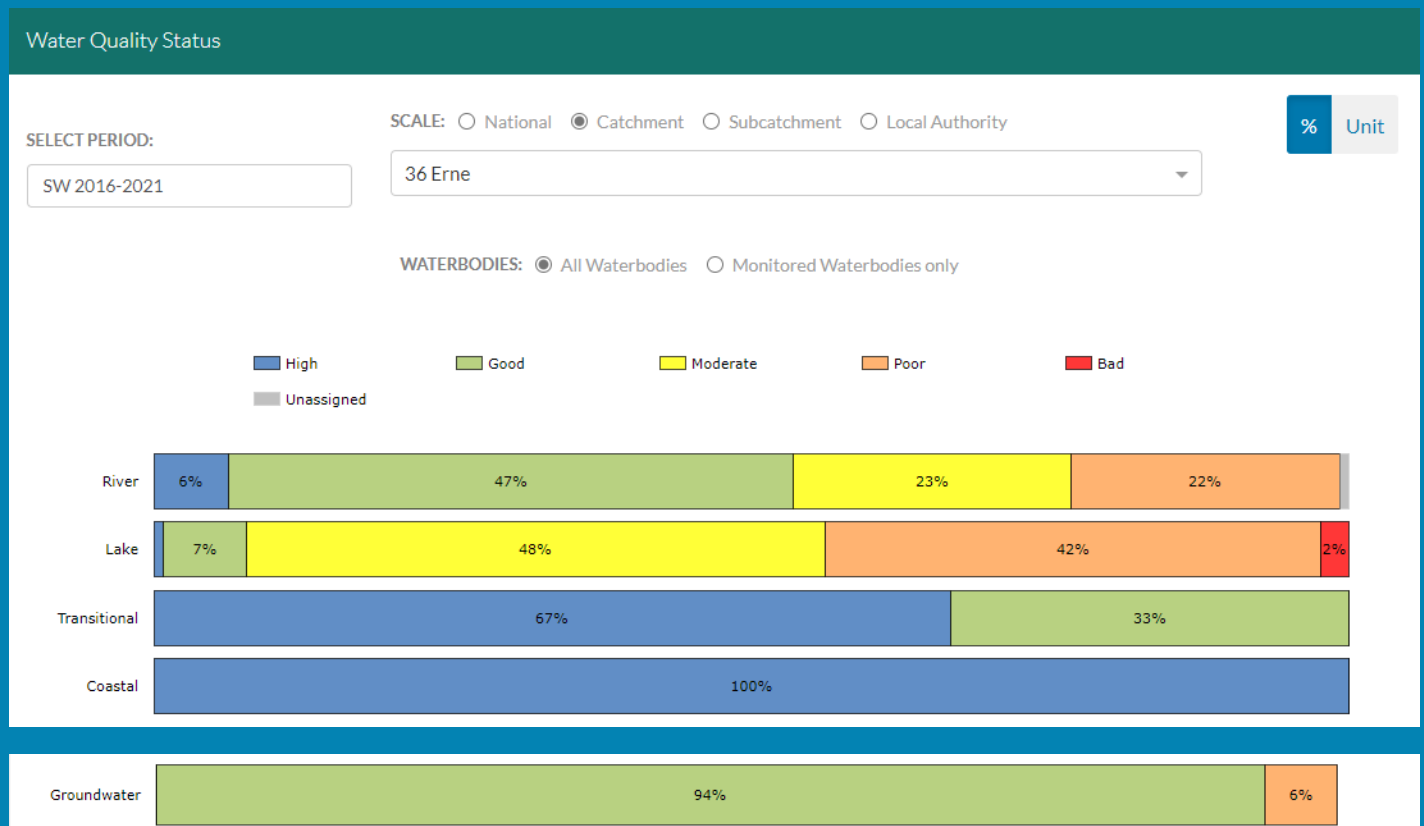 Water Quality Status
SELECT PERIOD:
SW 2016-2021
SCALE: National Catchment Subcatchment Local Authority
36 Erne
% Unit
WATERBODIES: All Waterbodies Monitored Waterbodies only
High Good Moderate Poor Bad
Unassigned
River 6% 47% 23% 22%
Lake 7% 48% 42% 2%
Transitional 67% 33%
Coastal 100%
Groundwater 94% 6%